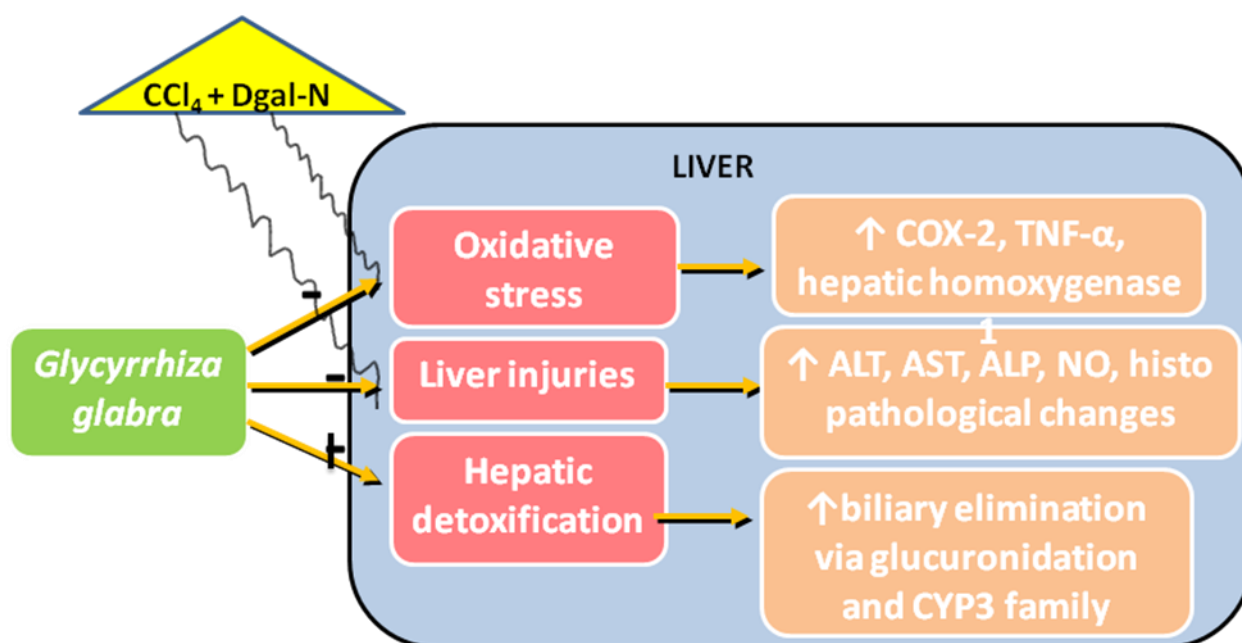 CCl₄ + Dgal-N
LIVER
Oxidative
stress
↑ COX-2, TNF-α,
hepatic homoxygenase
1
Glycyrrhiza
glabra
-
-
+
Liver injuries
↑ ALT, AST, ALP, NO, histo
pathological changes
Hepatic
detoxification
↑biliary elimination
via glucuronidation
and CYP3 family